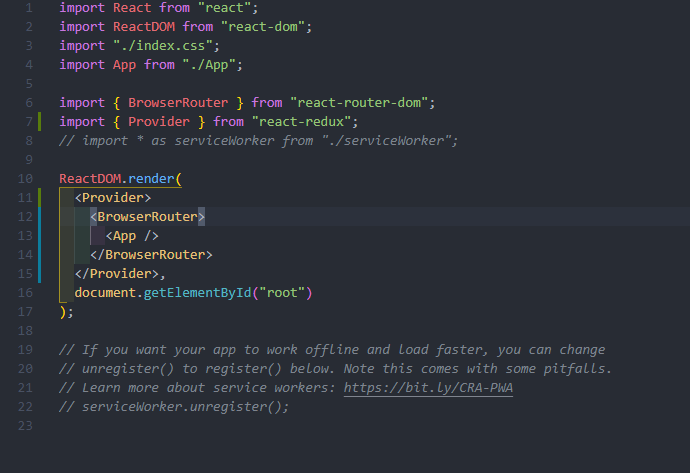 1 import React from "react";
2 import ReactDOM from "react-dom";
3 import "./index.css";
4 import App from "./App";
5
6 import { BrowserRouter } from "react-router-dom";
7 import { Provider } from "react-redux";
8 // import * as serviceWorker from "./serviceWorker";
9
10 ReactDOM.render(
11   <Provider>
12     <BrowserRouter>
13       <App />
14     </BrowserRouter>
15   </Provider>,
16   document.getElementById("root")
17 );
18
19 // If you want your app to work offline and load faster, you can change
20 // unregister() to register() below. Note this comes with some pitfalls.
21 // Learn more about service workers: https://bit.ly/CRA-PWA
22 // serviceWorker.unregister();
23